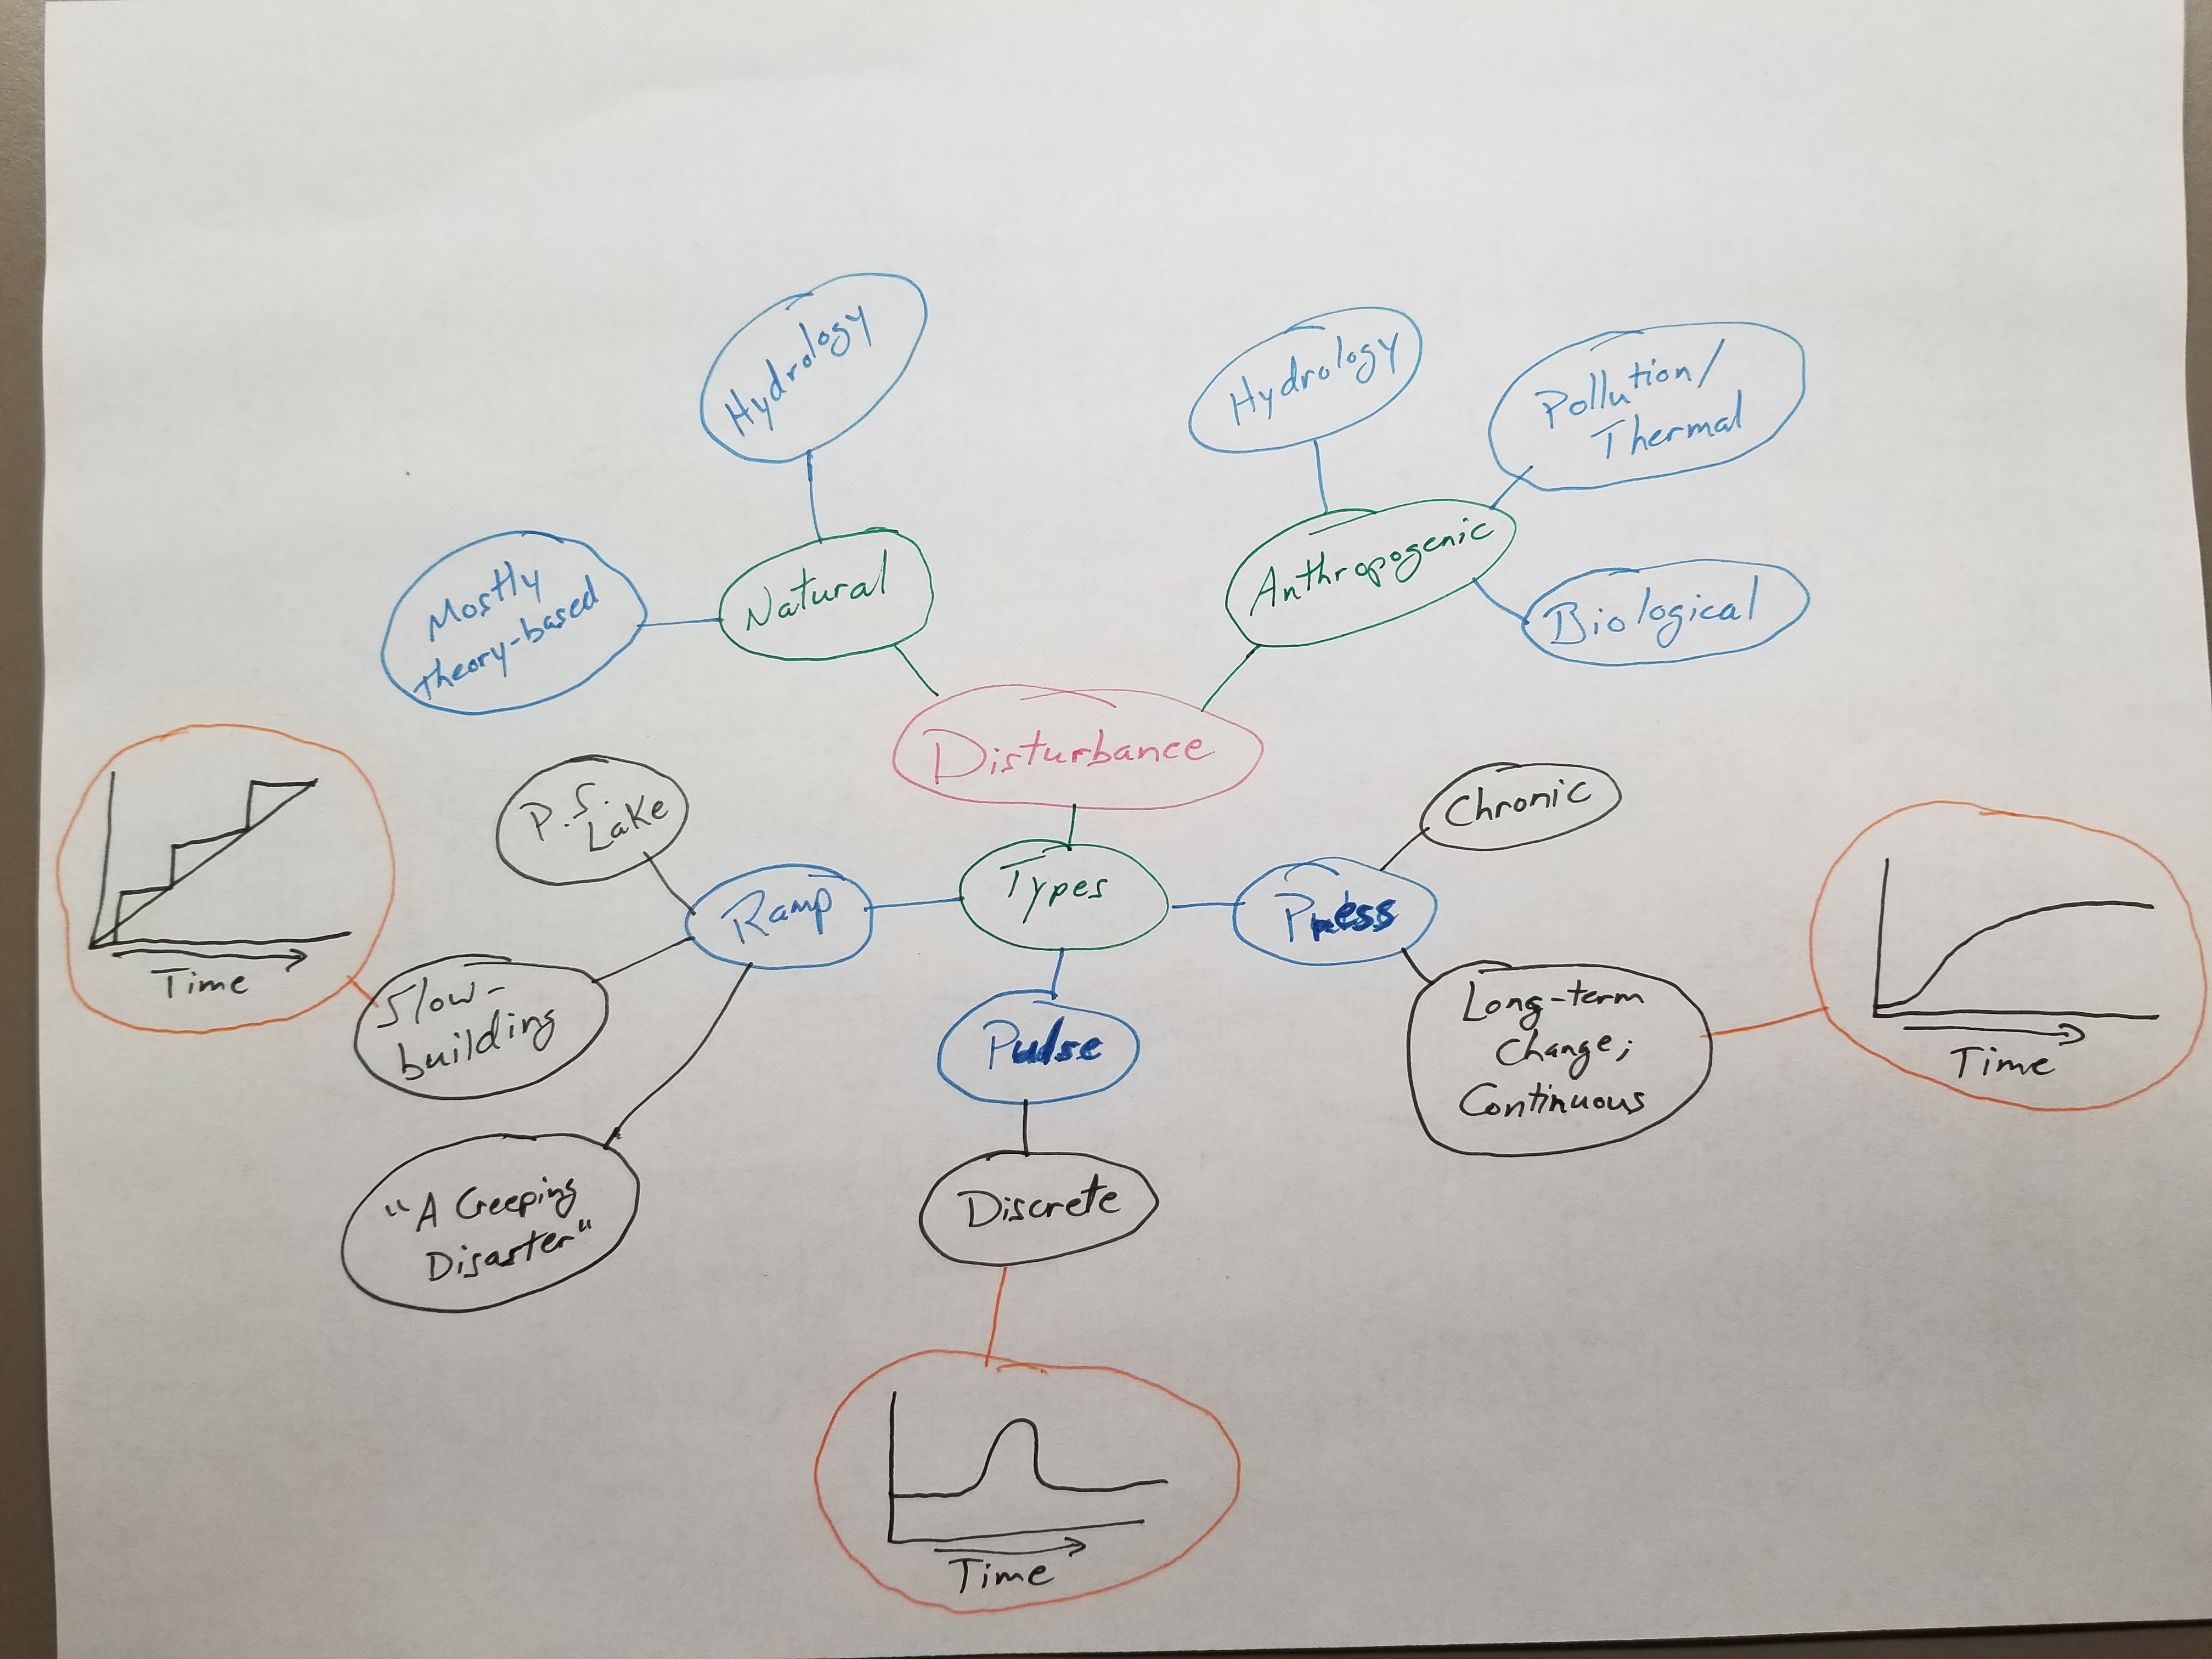 Hydrology
Hydrology
Pollution/
Thermal
Mostly
theory-based
Natural
Anthropogenic
Biological
Disturbance
P.S.
Lake
Chronic
Time
Ramp
Types
Press
Slow-
building
Pulse
Long-term
Change;
Continuous
Time
"A Creeping
Disaster"
Discrete
Time